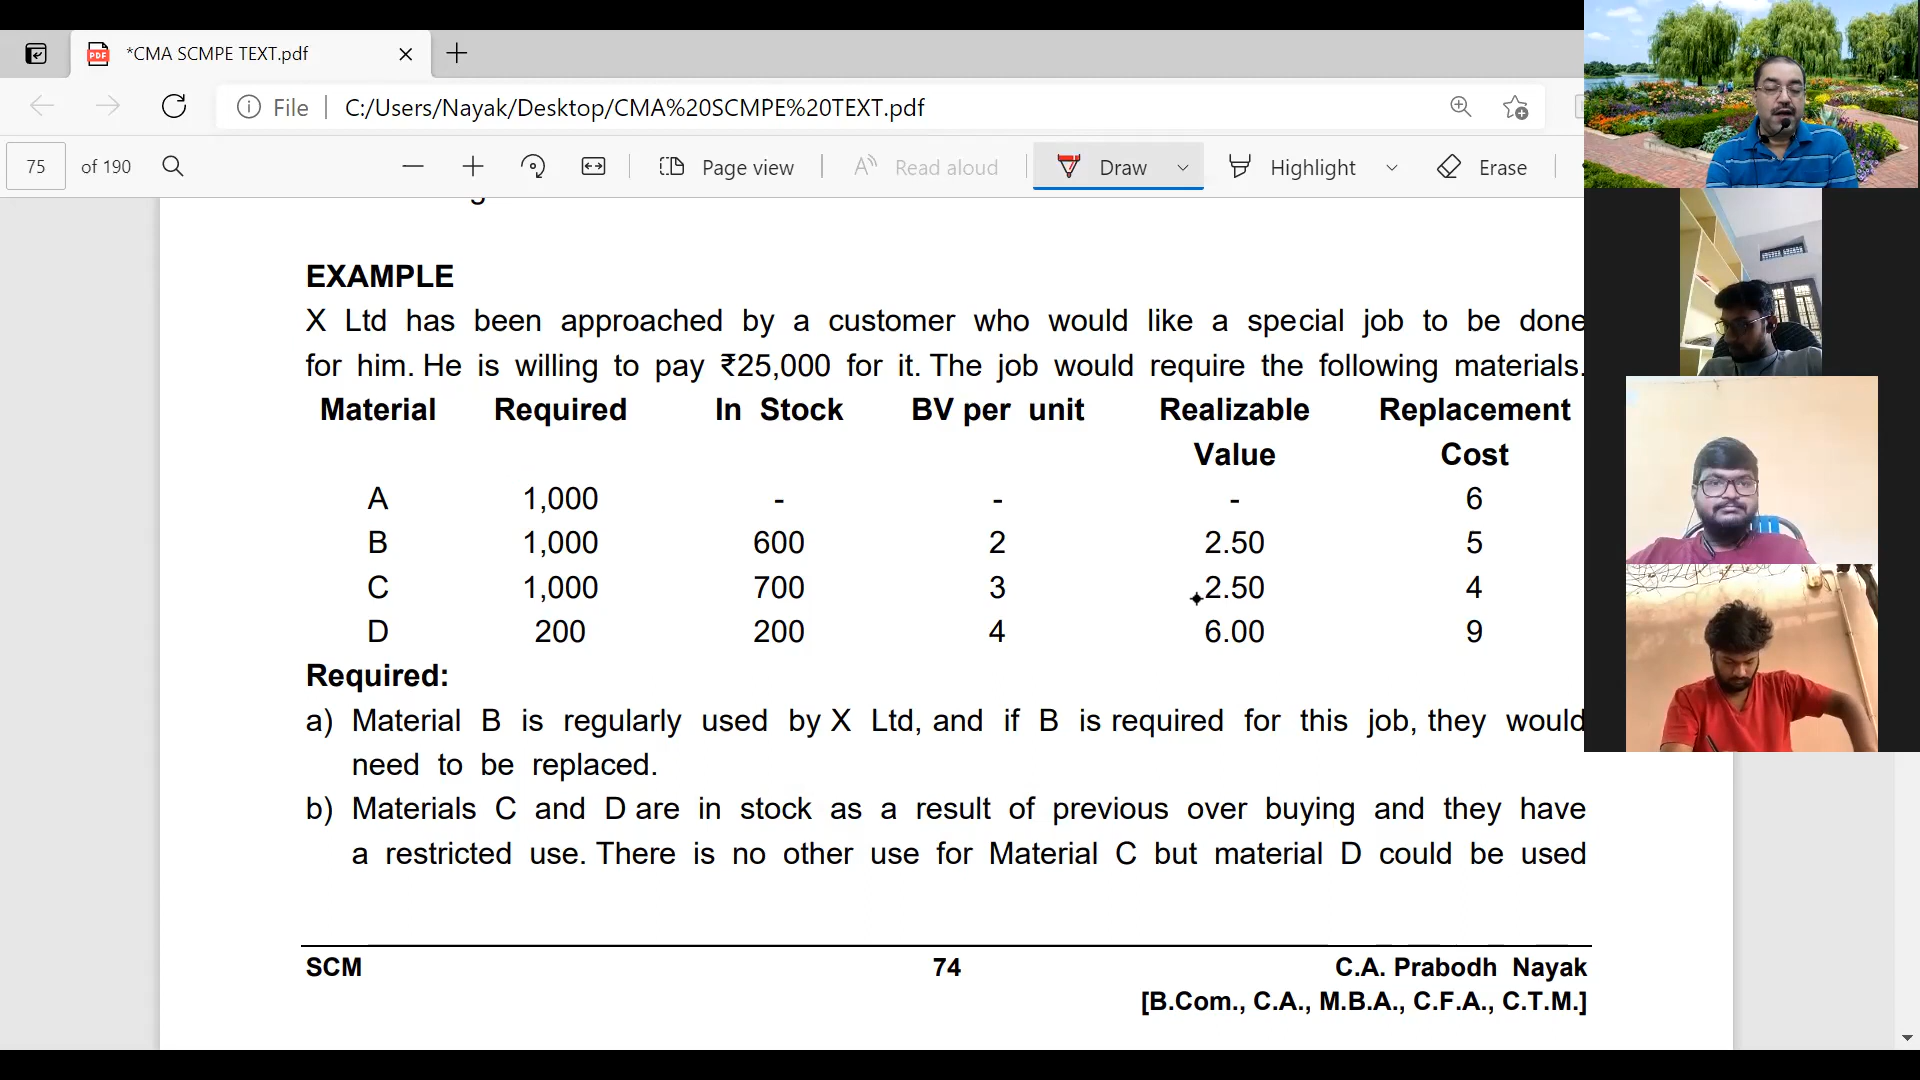 *CMA SCMPE TEXT.pdf
File C:/Users/Nayak/Desktop/CMA%20SCMPE%20TEXT.pdf
75 of 190 Page view Read aloud Draw Highlight Erase
EXAMPLE
X Ltd has been approached by a customer who would like a special job to be done
for him. He is willing to pay ₹25,000 for it. The job would require the following materials.
Material Required In Stock BV per unit Realizable Replacement
Value Cost
A 1,000 - - - 6
B 1,000 600 2 2.50 5
C 1,000 700 3 2.50 4
D 200 200 4 6.00 9
Required:
a) Material B is regularly used by X Ltd, and if B is required for this job, they would
need to be replaced.
b) Materials C and D are in stock as a result of previous over buying and they have
a restricted use. There is no other use for Material C but material D could be used
SCM 74 C.A. Prabodh Nayak
[B.Com., C.A., M.B.A., C.F.A., C.T.M.]